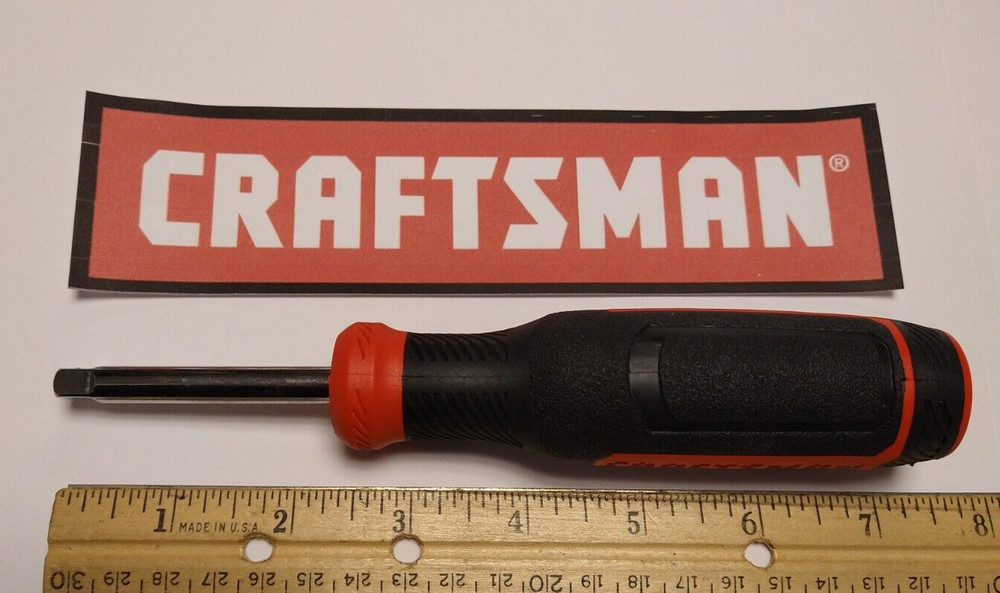 CRAFTSMAN®
1 MADE IN U.S.A. 2 3 4 5 6 7 8
30 29 28 27 26 25 24 23 22 21 20 19 18 17 16 15 14 13 12 11
CRAFTSMAN